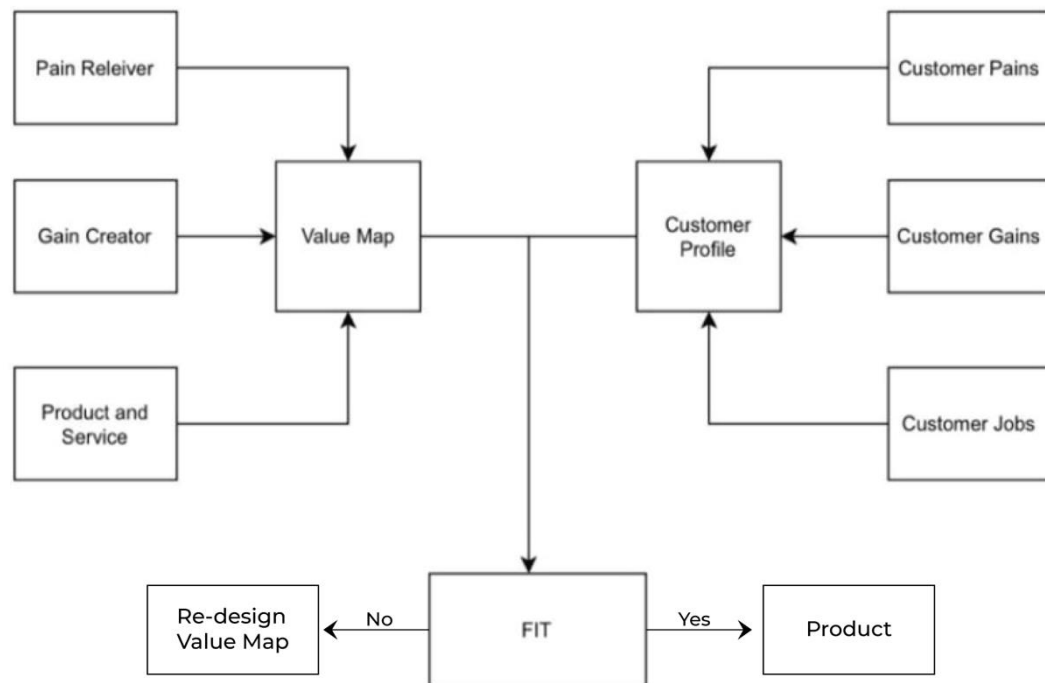 Pain Releiver
Customer Pains
Gain Creator
Value Map
Customer
Profile
Customer Gains
Product and
Service
Customer Jobs
Re-design
Value Map
No
FIT
Yes
Product